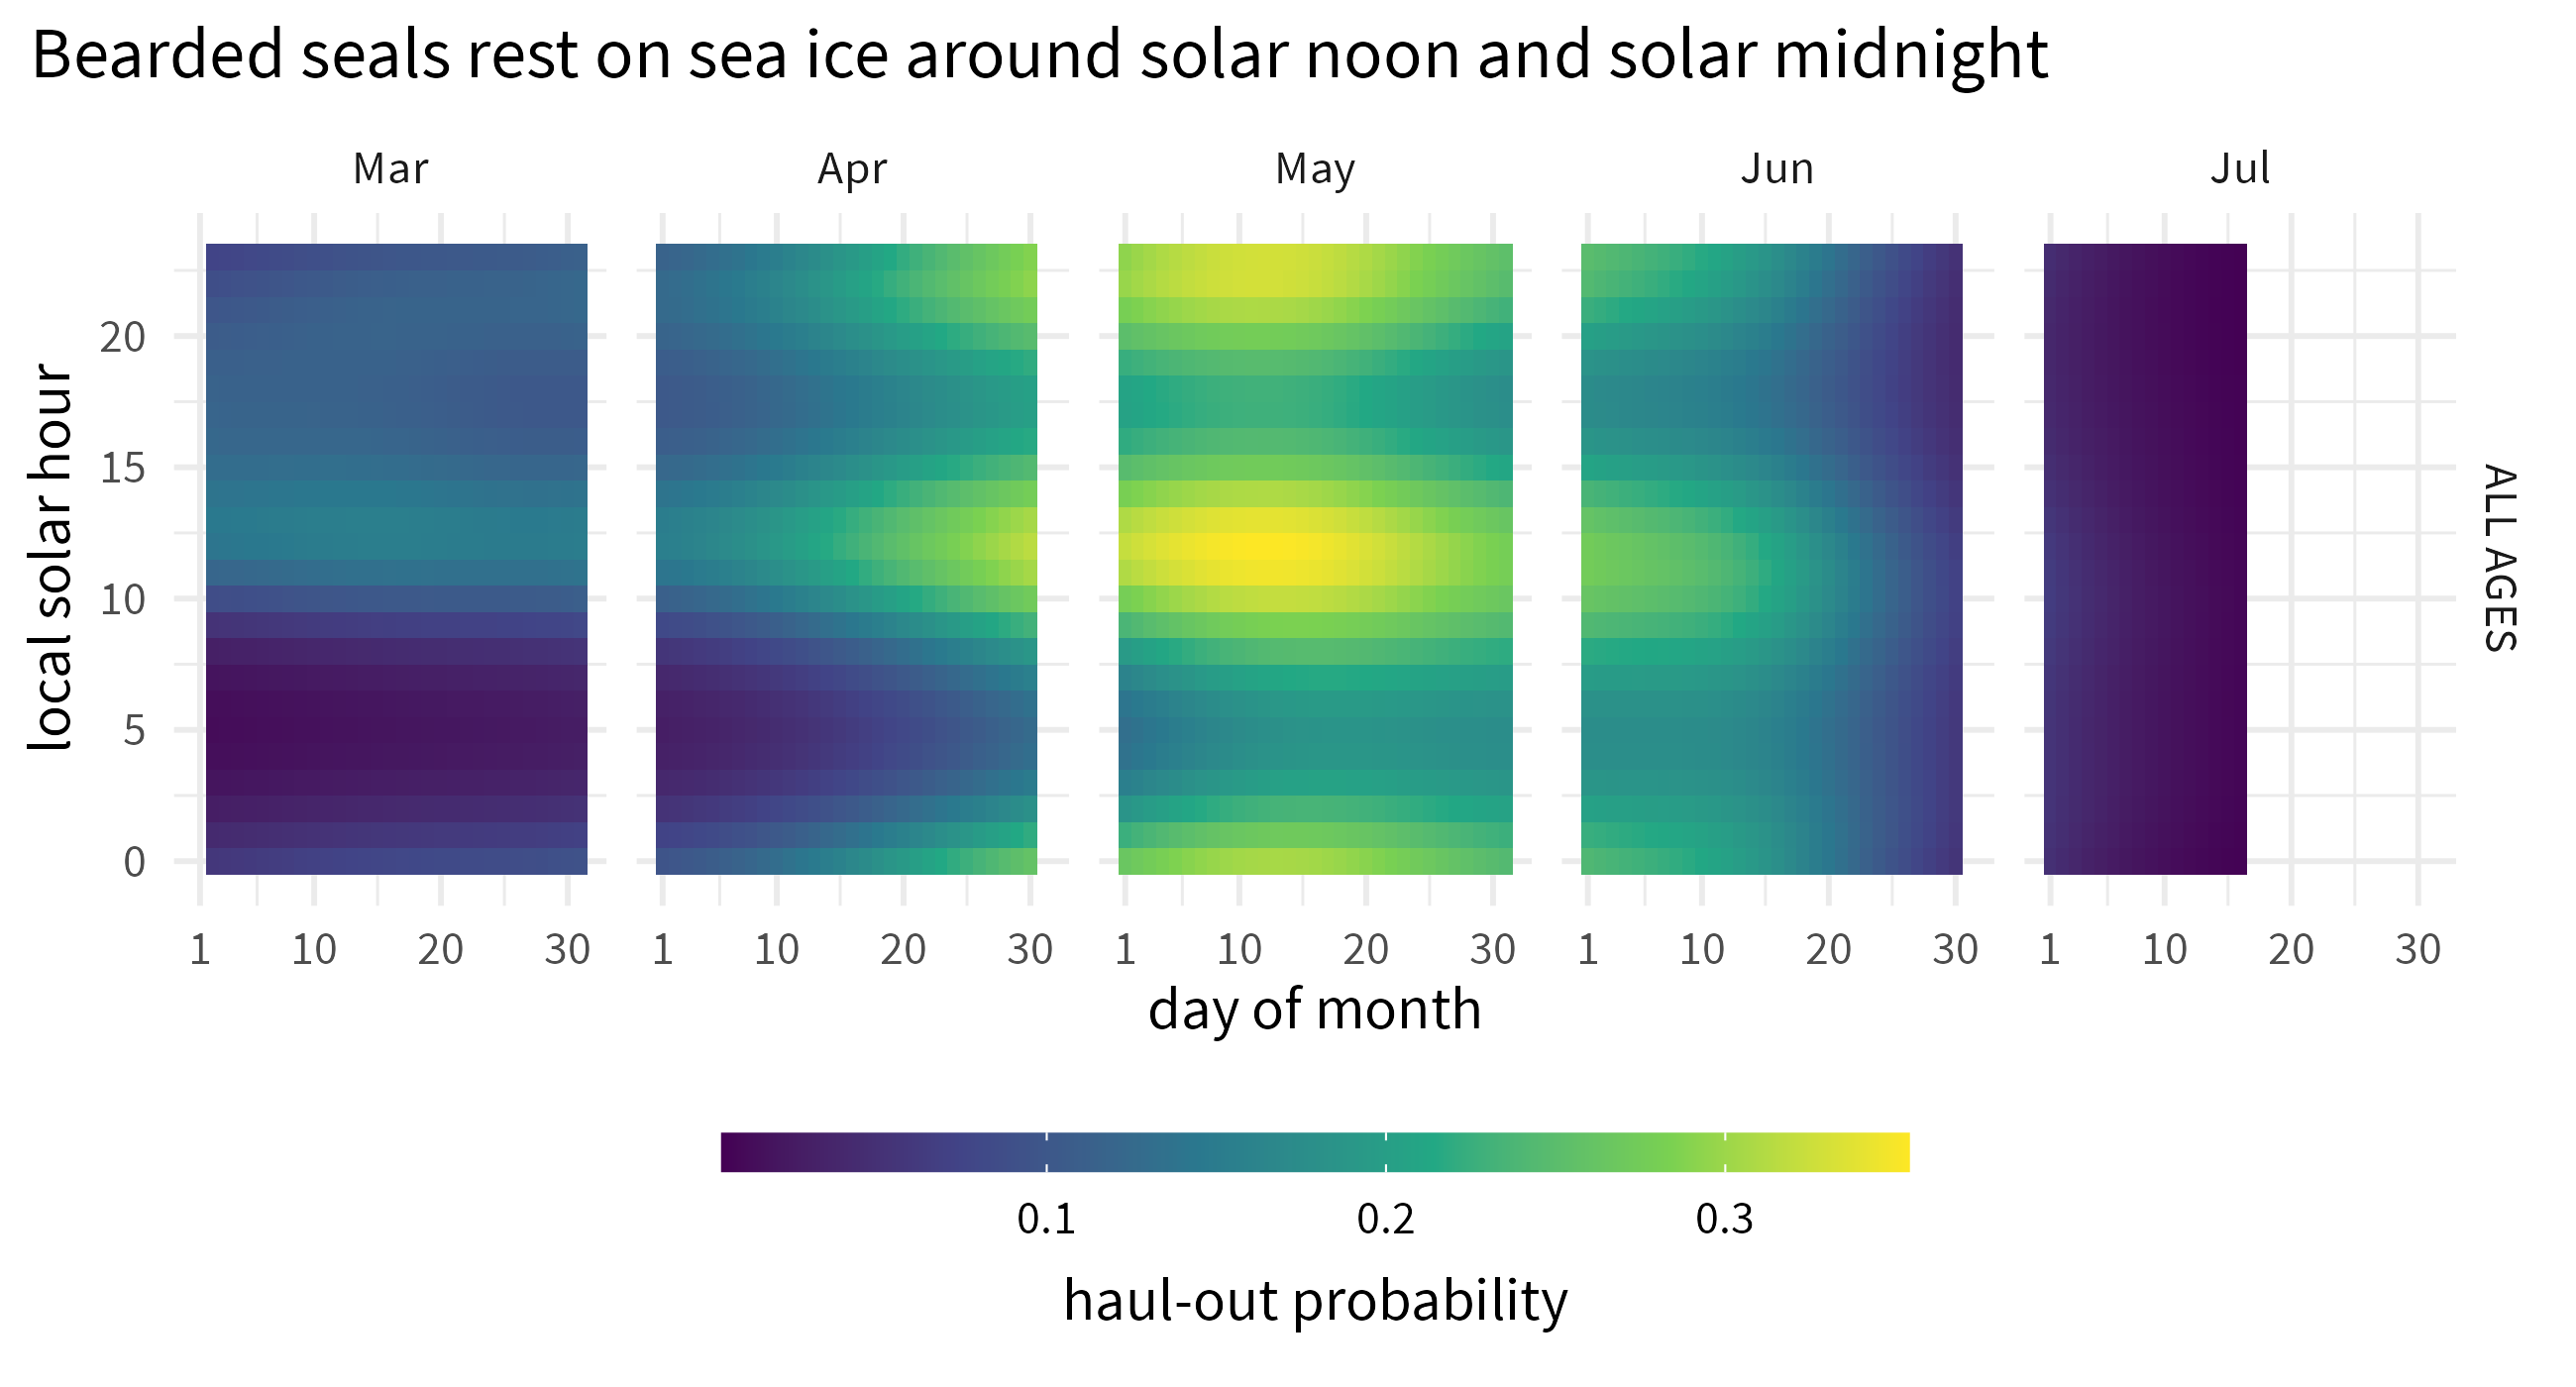 Bearded seals rest on sea ice around solar noon and solar midnight
Mar Apr May Jun Jul
local solar hour
20
15
10
5
0
ALL AGES
1 10 20 30 1 10 20 30 1 10 20 30 1 10 20 30 1 10 20 30
day of month
0.1 0.2 0.3
haul-out probability